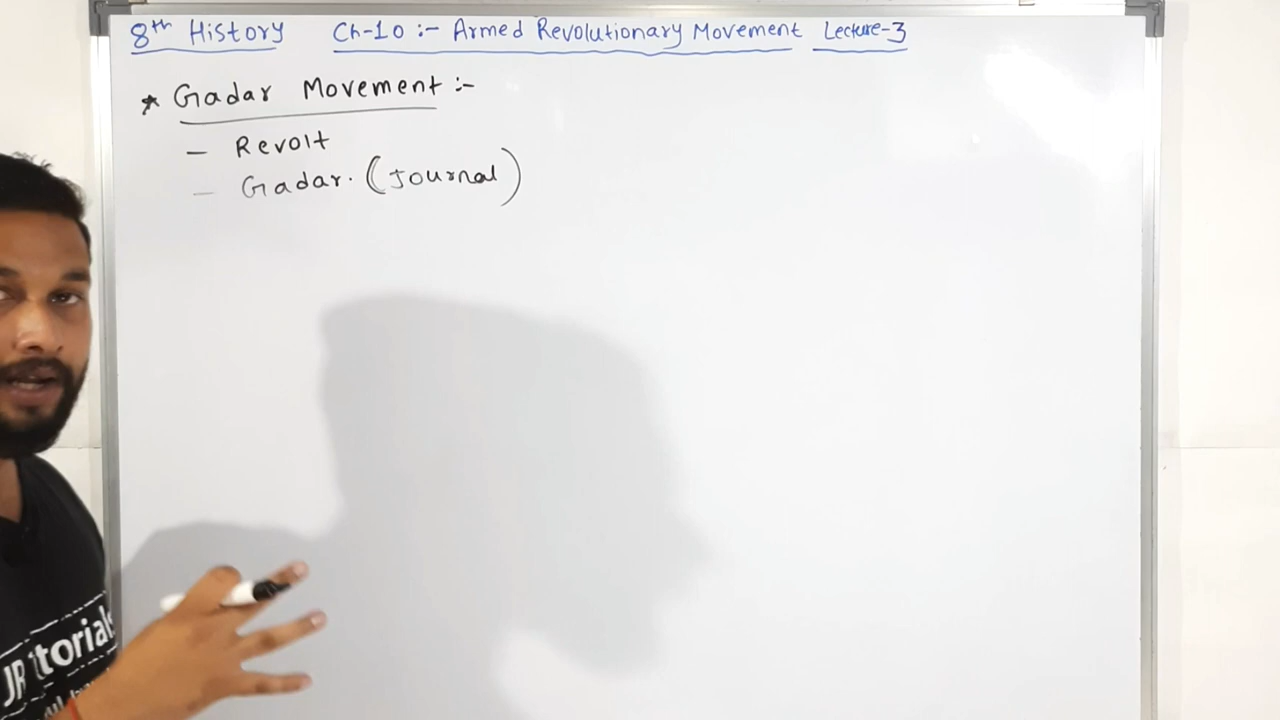 8th History Ch-10 :- Armed Revolutionary Movement Lecture-3
* Gadar Movement :-
- Revolt
- Gadar. (Journal)